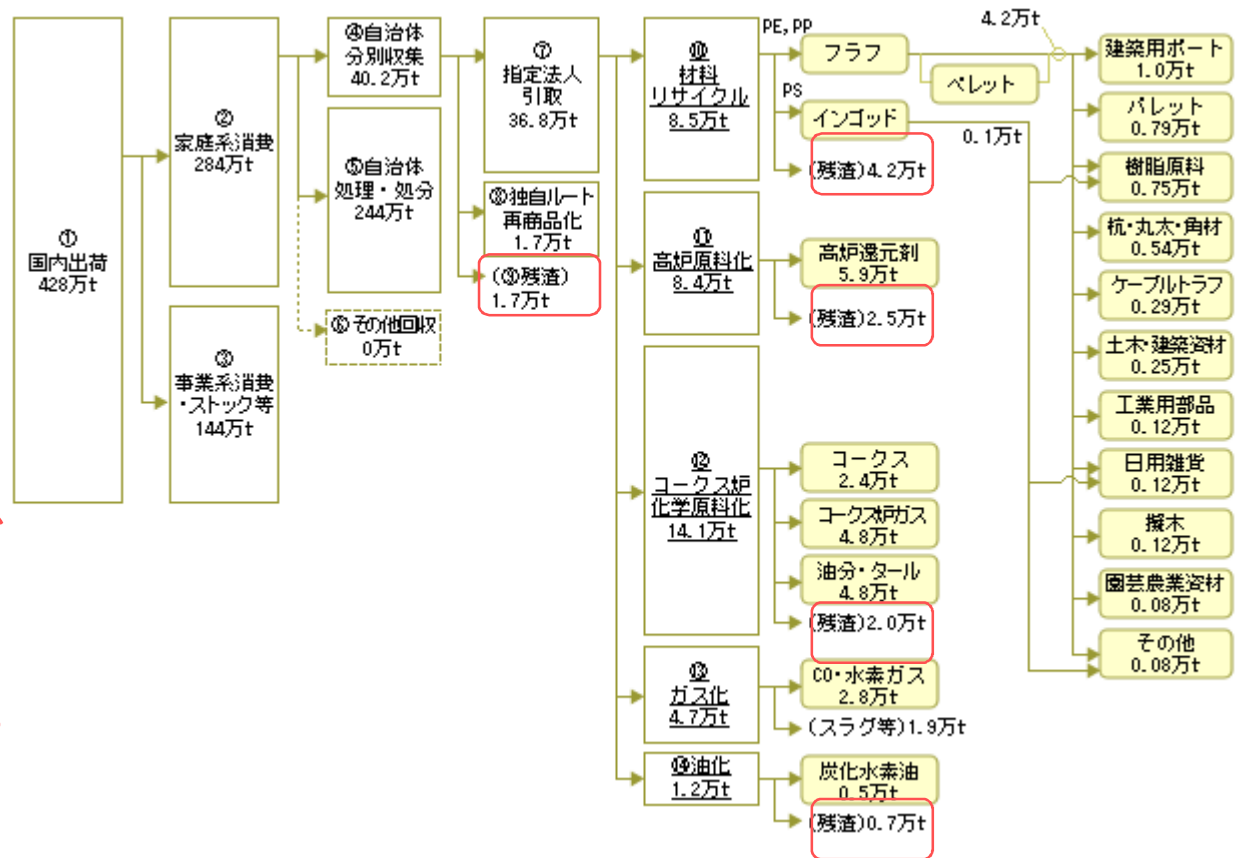 ①
国内出荷
428万t
②
家庭系消費
284万t
③
事業系消費
・ストック等
144万t
④自治体
分別収集
40.2万t
⑤自治体
処理・処分
244万t
⑥その他回収
0万t
⑦
指定法人
引取
36.8万t
⑧独自ルート
再商品化
1.7万t
(⑨残渣)
1.7万t
⑩
材料
リサイクル
8.5万t
⑪
高炉原料化
8.4万t
⑫
コークス炉
化学原料化
14.1万t
⑬
ガス化
4.7万t
⑭油化
1.2万t
PE, PP
フラフ
ペレット
4.2万t
PS
インゴッド
0.1万t
(残渣)4.2万t
高炉還元剤
5.9万t
(残渣)2.5万t
コークス
2.4万t
コークス炉ガス
4.8万t
油分・タール
4.8万t
(残渣)2.0万t
CO・水素ガス
2.8万t
(スラグ等)1.9万t
炭化水素油
0.5万t
(残渣)0.7万t
建築用ボート
1.0万t
パレット
0.79万t
樹脂原料
0.75万t
杭・丸太・角材
0.54万t
ケーブルトラフ
0.29万t
土木・建築資材
0.25万t
工業用部品
0.12万t
日用雑貨
0.12万t
擬木
0.12万t
園芸農業資材
0.08万t
その他
0.08万t